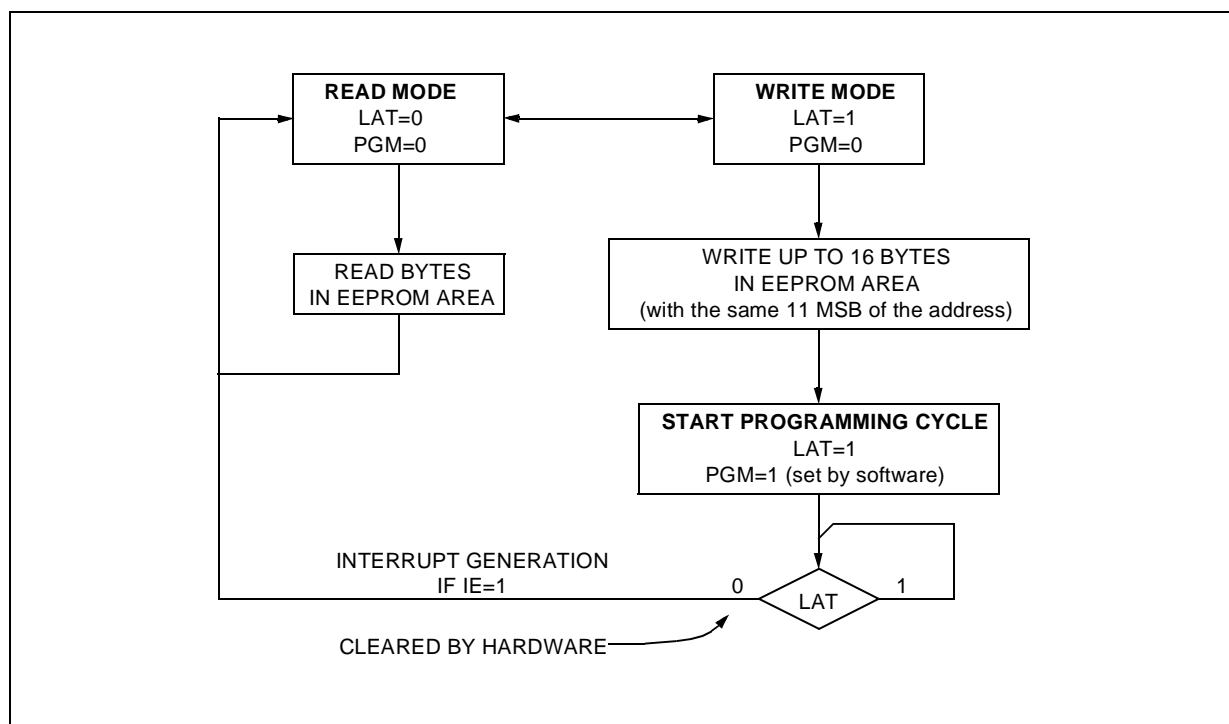 READ MODE
LAT=0
PGM=0
WRITE MODE
LAT=1
PGM=0
READ BYTES
IN EEPROM AREA
WRITE UP TO 16 BYTES
IN EEPROM AREA
(with the same 11 MSB of the address)
START PROGRAMMING CYCLE
LAT=1
PGM=1 (set by software)
INTERRUPT GENERATION
IF IE=1
0
LAT
1
CLEARED BY HARDWARE